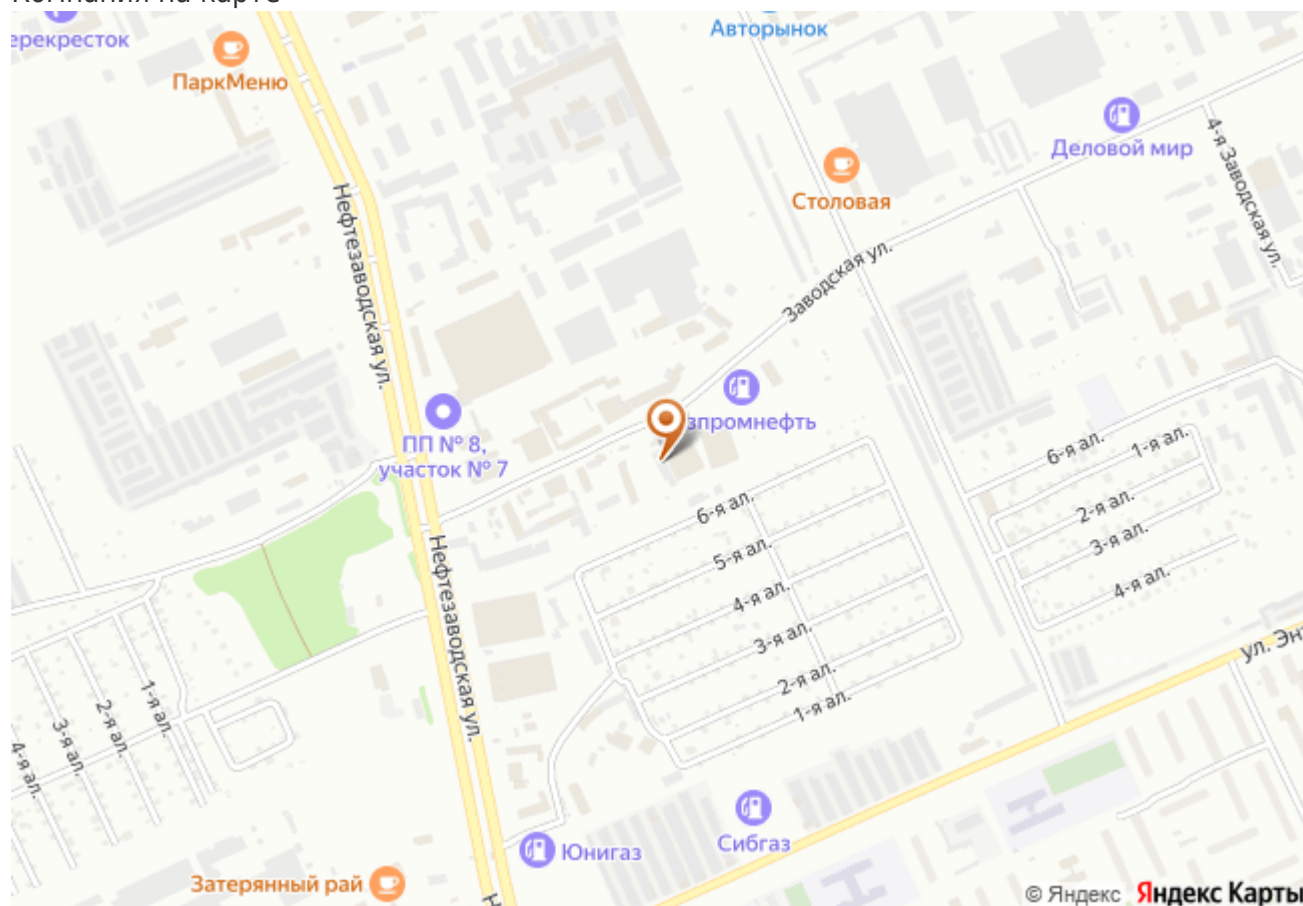 Компания на карте
ерекресток
Авторынок
ПаркМеню
Деловой мир
4-я Заводская ул.
Столовая
Нефтезаводская ул.
Заводская ул.
зпромнефть
ПП № 8,
участок № 7
6-я ал.
1-я ал.
2-я ал.
3-я ал.
4-я ал.
6-я ал.
5-я ал.
4-я ал.
3-я ал.
2-я ал.
1-я ал.
Нефтезаводская ул.
ул. Эн
1-я ал.
2-я ал.
3-я ал.
4-я ал.
Сибгаз
Юнигаз
Затерянный рай
Н
© Яндекс Яндекс Карты